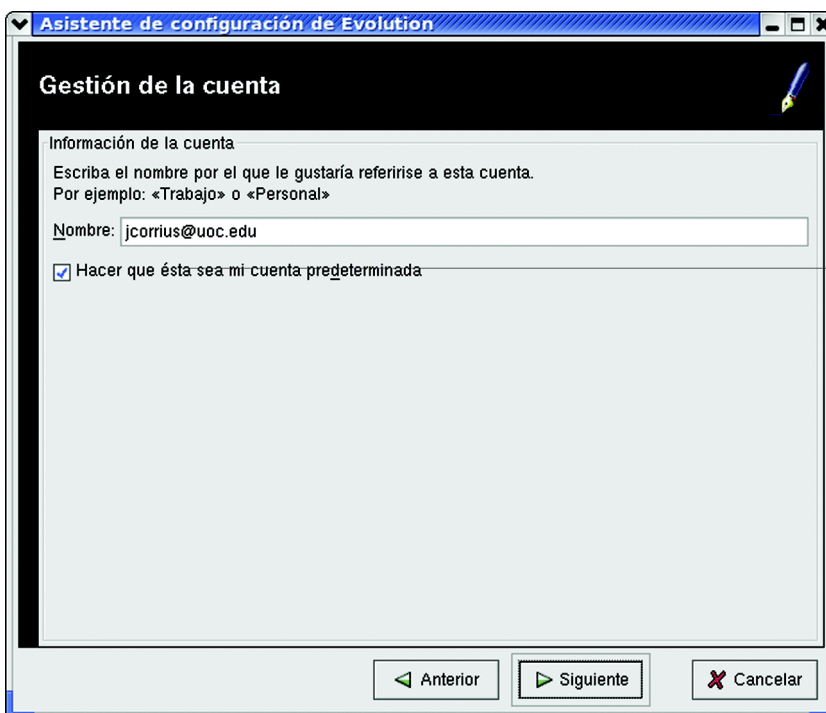 Asistente de configuración de Evolution
Gestión de la cuenta
Información de la cuenta
Escriba el nombre por el que le gustaría referirise a esta cuenta.
Por ejemplo: «Trabajo» o «Personal»
Nombre: jcorrius@uoc.edu
Hacer que ésta sea mi cuenta predeterminada
Anterior Siguiente Cancelar